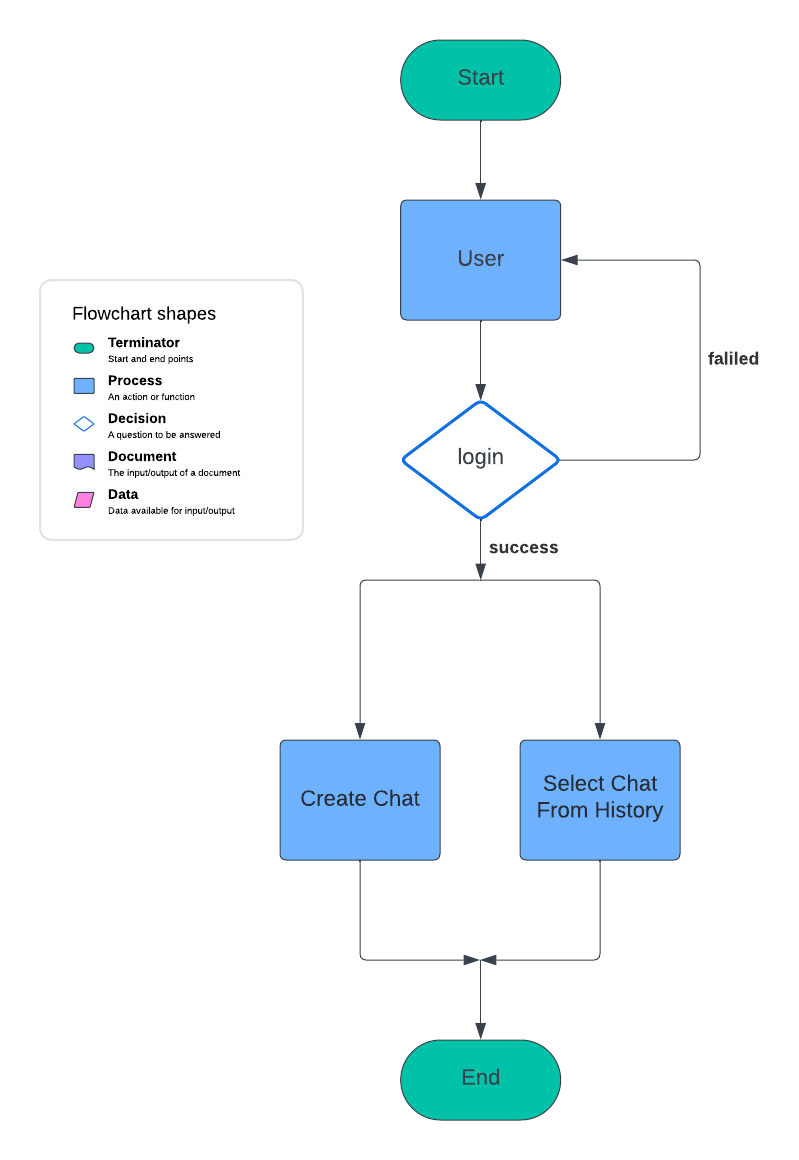 Start
User
Flowchart shapes
Terminator
Start and end points
Process
An action or function
Decision
A question to be answered
Document
The input/output of a document
Data
Data available for input/output
faliled
login
success
Create Chat
Select Chat
From History
End